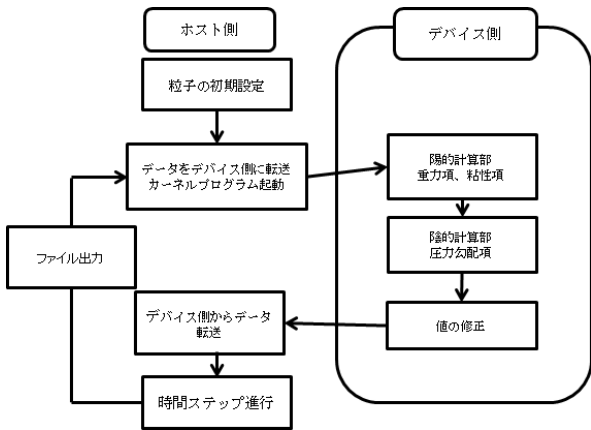 ホスト側
デバイス側
粒子の初期設定
データをデバイス側に転送
カーネルプログラム起動
陽的計算部
重力項、粘性項
陰的計算部
圧力勾配項
ファイル出力
デバイス側からデータ
転送
値の修正
時間ステップ進行